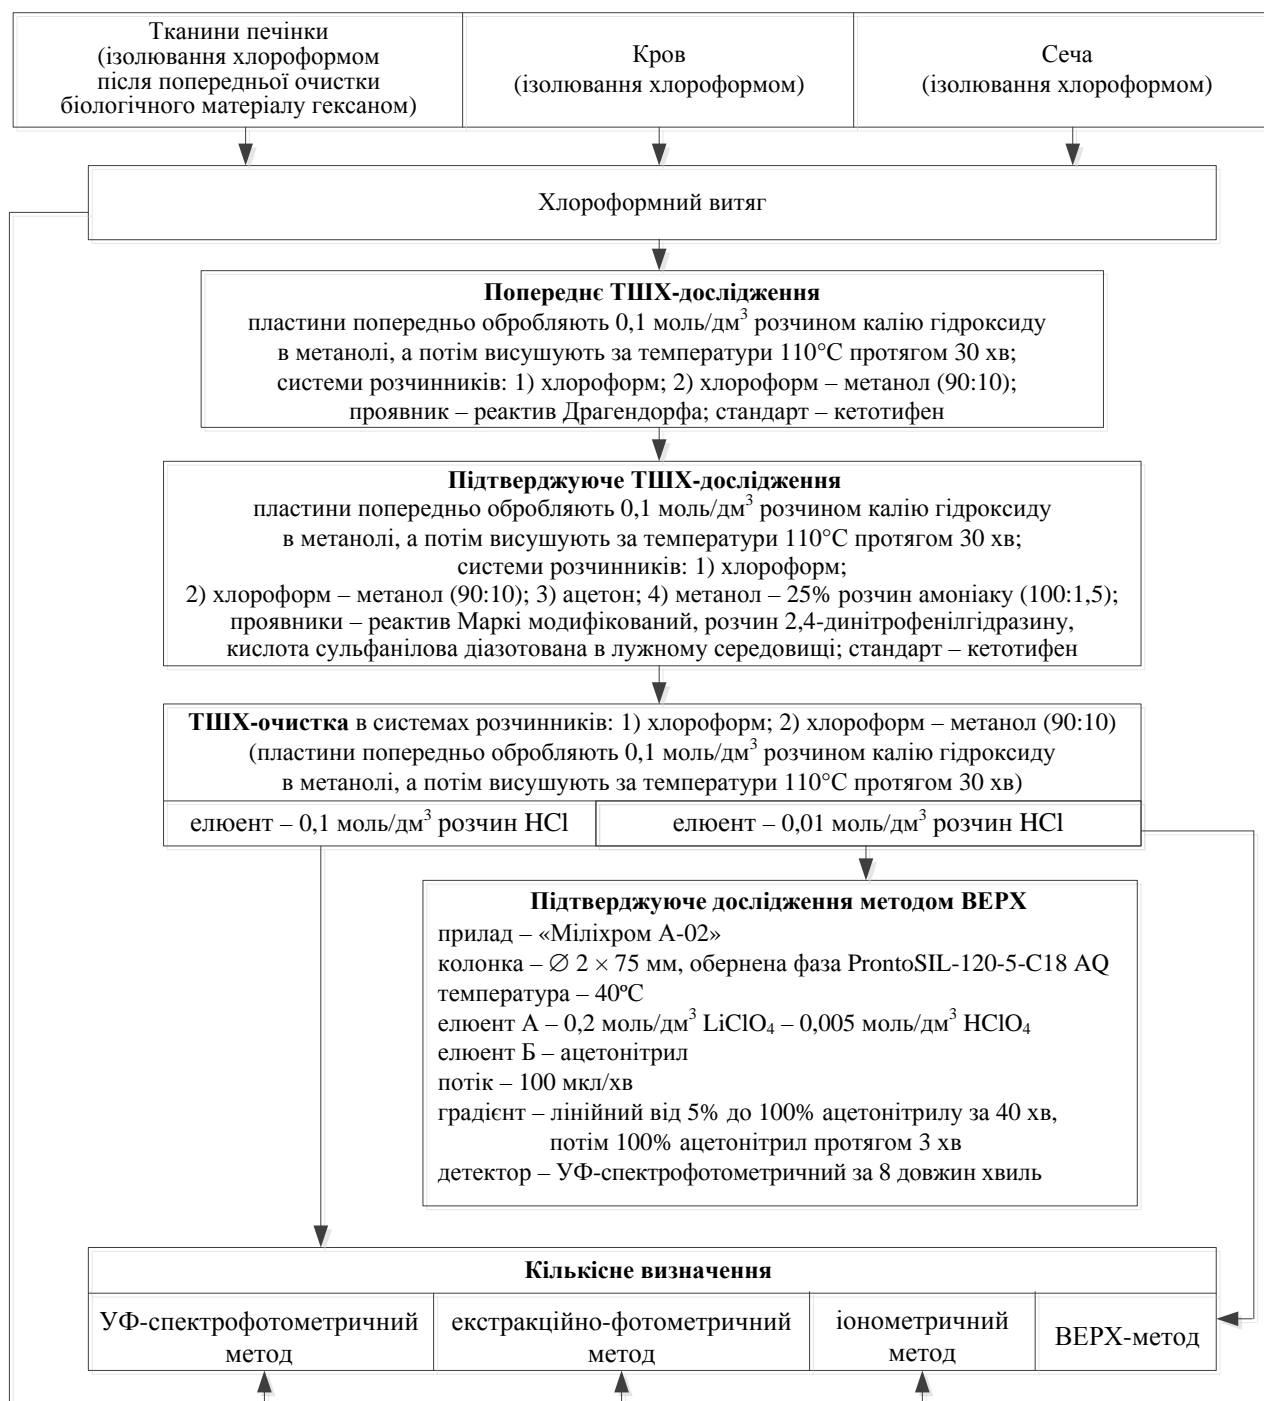 Тканини печінки
(ізолювання хлороформом
після попередньої очистки
біологічного матеріалу гексаном)
Кров
(ізолювання хлороформом)
Сеча
(ізолювання хлороформом)
Хлороформний витяг
Попереднє ТШХ-дослідження
пластини попередньо обробляють 0,1 моль/дм³ розчином калію гідроксиду
в метанолі, а потім висушують за температури 110°С протягом 30 хв;
системи розчинників: 1) хлороформ; 2) хлороформ – метанол (90:10);
проявник – реактив Драгендорфа; стандарт – кетотифен
Підтверджуюче ТШХ-дослідження
пластини попередньо обробляють 0,1 моль/дм³ розчином калію гідроксиду
в метанолі, а потім висушують за температури 110°С протягом 30 хв;
системи розчинників: 1) хлороформ;
2) хлороформ – метанол (90:10); 3) ацетон; 4) метанол – 25% розчин амоніаку (100:1,5);
проявники – реактив Маркі модифікований, розчин 2,4-динітрофенілгідразину,
кислота сульфанілова діазотована в лужному середовищі; стандарт – кетотифен
ТШХ-очистка в системах розчинників: 1) хлороформ; 2) хлороформ – метанол (90:10)
(пластини попередньо обробляють 0,1 моль/дм³ розчином калію гідроксиду
в метанолі, а потім висушують за температури 110°С протягом 30 хв)
елюент – 0,1 моль/дм³ розчин HCl
елюент – 0,01 моль/дм³ розчин HCl
Підтверджуюче дослідження методом ВЕРХ
прилад – «Міліхром А-02»
колонка – ∅ 2 × 75 мм, обернена фаза ProntoSIL-120-5-C18 AQ
температура – 40ºС
елюент А – 0,2 моль/дм³ LiClO₄ – 0,005 моль/дм³ HClO₄
елюент Б – ацетонітрил
потік – 100 мкл/хв
градієнт – лінійний від 5% до 100% ацетонітрилу за 40 хв,
потім 100% ацетонітрил протягом 3 хв
детектор – УФ-спектрофотометричний за 8 довжин хвиль
Кількісне визначення
УФ-спектрофотометричний
метод
екстракційно-фотометричний
метод
іонометричний
метод
ВЕРХ-метод